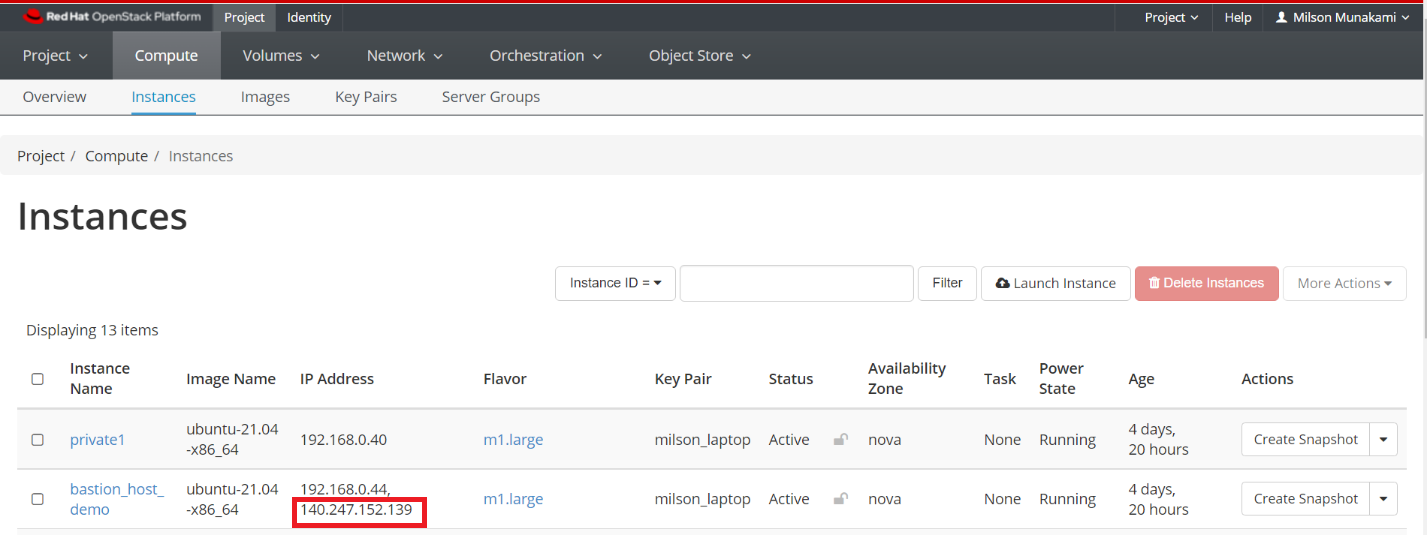 Red Hat OpenStack Platform Project Identity Project Help Milson Munakami
Project Compute Volumes Network Orchestration Object Store
Overview Instances Images Key Pairs Server Groups
Project / Compute / Instances
Instances
Instance ID = Filter Launch Instance Delete Instances More Actions
Displaying 13 items
Instance Name Image Name IP Address Flavor Key Pair Status Availability Zone Task Power State Age Actions
private1 ubuntu-21.04-x86_64 192.168.0.40 m1.large milson_laptop Active nova None Running 4 days, 20 hours Create Snapshot
bastion_host_demo ubuntu-21.04-x86_64 192.168.0.44, 140.247.152.139 m1.large milson_laptop Active nova None Running 4 days, 20 hours Create Snapshot